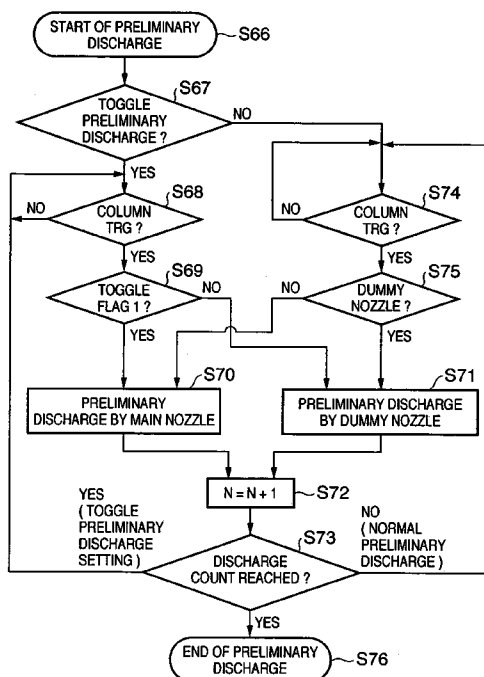 START OF PRELIMINARY
DISCHARGE
S66
S67
TOGGLE
PRELIMINARY
DISCHARGE ?
NO
YES
S68
NO
COLUMN
TRG ?
YES
S74
NO
COLUMN
TRG ?
YES
S69
TOGGLE
FLAG 1 ?
NO
YES
S75
NO
DUMMY
NOZZLE ?
YES
S70
PRELIMINARY
DISCHARGE BY MAIN NOZZLE
S71
PRELIMINARY DISCHARGE
BY DUMMY NOZZLE
N = N + 1
S72
YES
( TOGGLE
PRELIMINARY
DISCHARGE
SETTING )
S73
DISCHARGE
COUNT REACHED ?
NO
( NORMAL
PRELIMINARY
DISCHARGE )
YES
END OF PRELIMINARY
DISCHARGE
S76